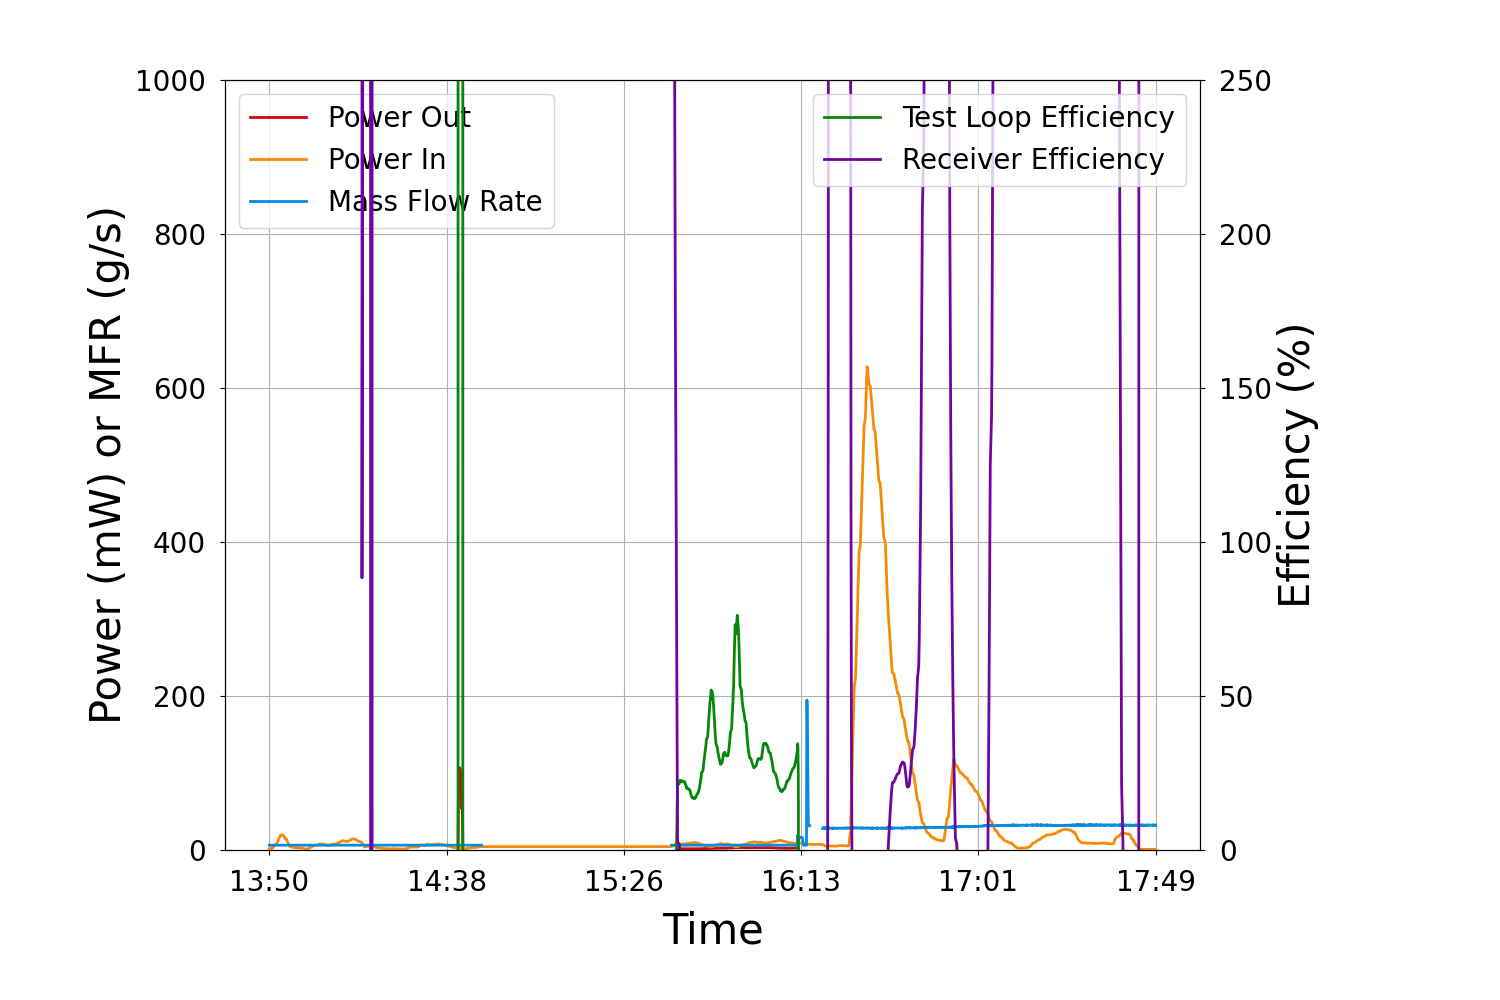 1000
800
600
400
200
0
Power (mW) or MFR (g/s)
Power Out
Power In
Mass Flow Rate
Test Loop Efficiency
Receiver Efficiency
250
200
150
100
50
0
Efficiency (%)
13:50 14:38 15:26 16:13 17:01 17:49
Time